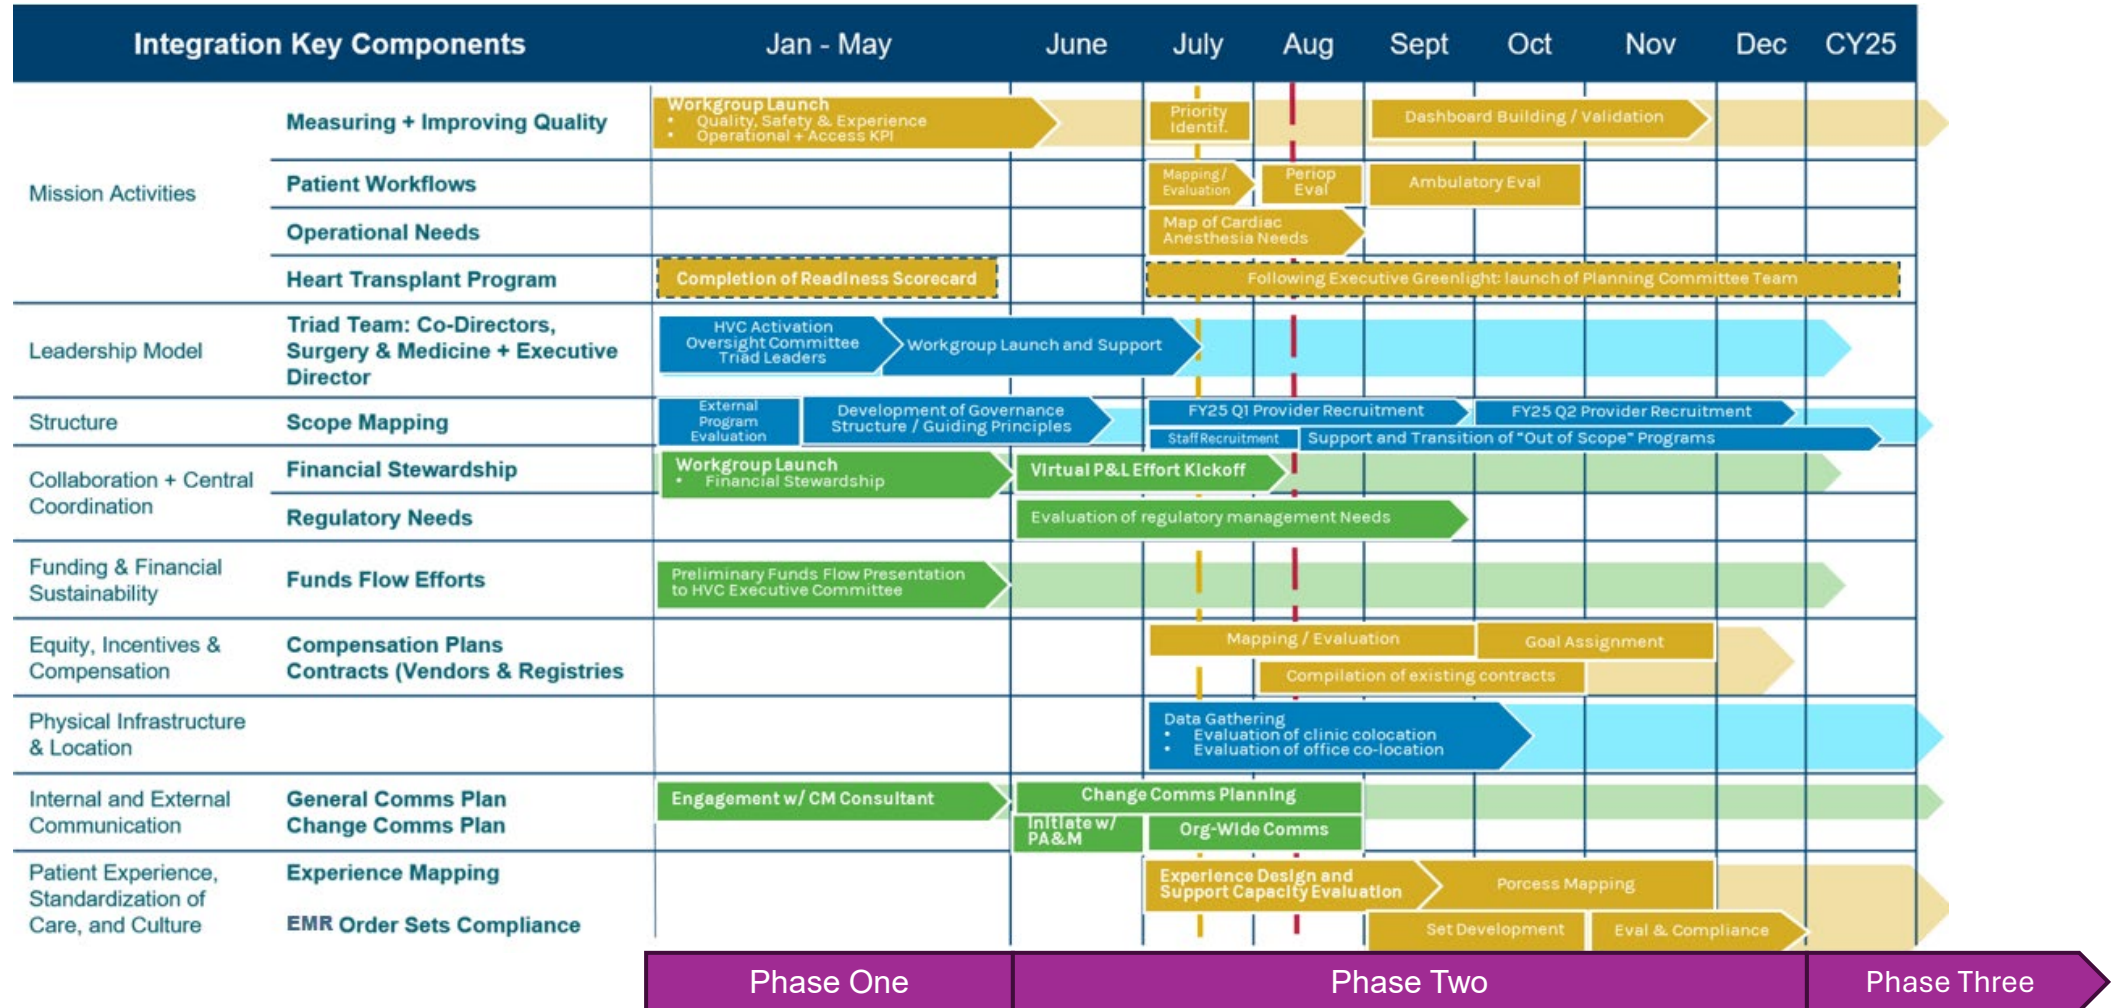 Integration Key Components
Jan - May
June
July
Aug
Sept
Oct
Nov
Dec
CY25
Mission Activities
Measuring + Improving Quality
Workgroup Launch
• Quality, Safety & Experience
• Operational + Access KPI
Priority
Identif.
Dashboard Building / Validation
Patient Workflows
Mapping /
Evaluation
Periop
Eval
Ambulatory Eval
Operational Needs
Map of Cardiac
Anesthesia Needs
Heart Transplant Program
Completion of Readiness Scorecard
Following Executive Greenlight: launch of Planning Committee Team
Leadership Model
Triad Team: Co-Directors,
Surgery & Medicine + Executive
Director
HVC Activation
Oversight Committee
Triad Leaders
Workgroup Launch and Support
Structure
Scope Mapping
External
Program
Evaluation
Development of Governance
Structure / Guiding Principles
FY25 Q1 Provider Recruitment
FY25 Q2 Provider Recruitment
Staff Recruitment
Support and Transition of "Out of Scope" Programs
Collaboration + Central
Coordination
Financial Stewardship
Workgroup Launch
• Financial Stewardship
Virtual P&L Effort Kickoff
Regulatory Needs
Evaluation of regulatory management Needs
Funding & Financial
Sustainability
Funds Flow Efforts
Preliminary Funds Flow Presentation
to HVC Executive Committee
Equity, Incentives &
Compensation
Compensation Plans
Contracts (Vendors & Registries
Mapping / Evaluation
Goal Assignment
Compilation of existing contracts
Physical Infrastructure
& Location
Data Gathering
• Evaluation of clinic colocation
• Evaluation of office co-location
Internal and External
Communication
General Comms Plan
Change Comms Plan
Engagement w/ CM Consultant
Change Comms Planning
Initiate w/
PA&M
Org-Wide Comms
Patient Experience,
Standardization of
Care, and Culture
Experience Mapping
EMR Order Sets Compliance
Experience Design and
Support Capacity Evaluation
Porcess Mapping
Set Development
Eval & Compliance
Phase One
Phase Two
Phase Three